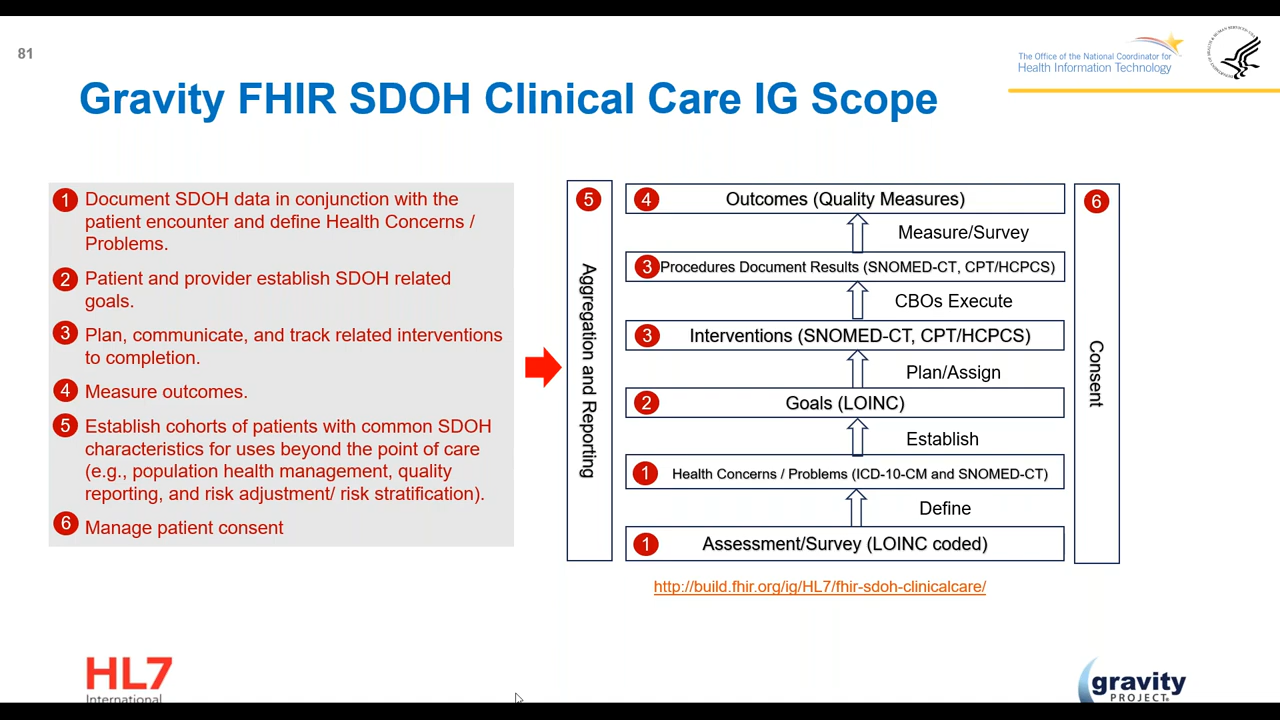 81
The Office of the National Coordinator for
Health Information Technology
Gravity FHIR SDOH Clinical Care IG Scope
1 Document SDOH data in conjunction with the
patient encounter and define Health Concerns /
Problems.
2 Patient and provider establish SDOH related
goals.
3 Plan, communicate, and track related interventions
to completion.
4 Measure outcomes.
5 Establish cohorts of patients with common SDOH
characteristics for uses beyond the point of care
(e.g., population health management, quality
reporting, and risk adjustment/ risk stratification).
6 Manage patient consent
5 Aggregation and Reporting
4 Outcomes (Quality Measures)
Measure/Survey
3 Procedures Document Results (SNOMED-CT, CPT/HCPCS)
CBOs Execute
3 Interventions (SNOMED-CT, CPT/HCPCS)
Plan/Assign
2 Goals (LOINC)
Establish
1 Health Concerns / Problems (ICD-10-CM and SNOMED-CT)
Define
1 Assessment/Survey (LOINC coded)
6 Consent
http://build.fhir.org/ig/HL7/fhir-sdoh-clinicalcare/
HL7
International
gravity
PROJECT